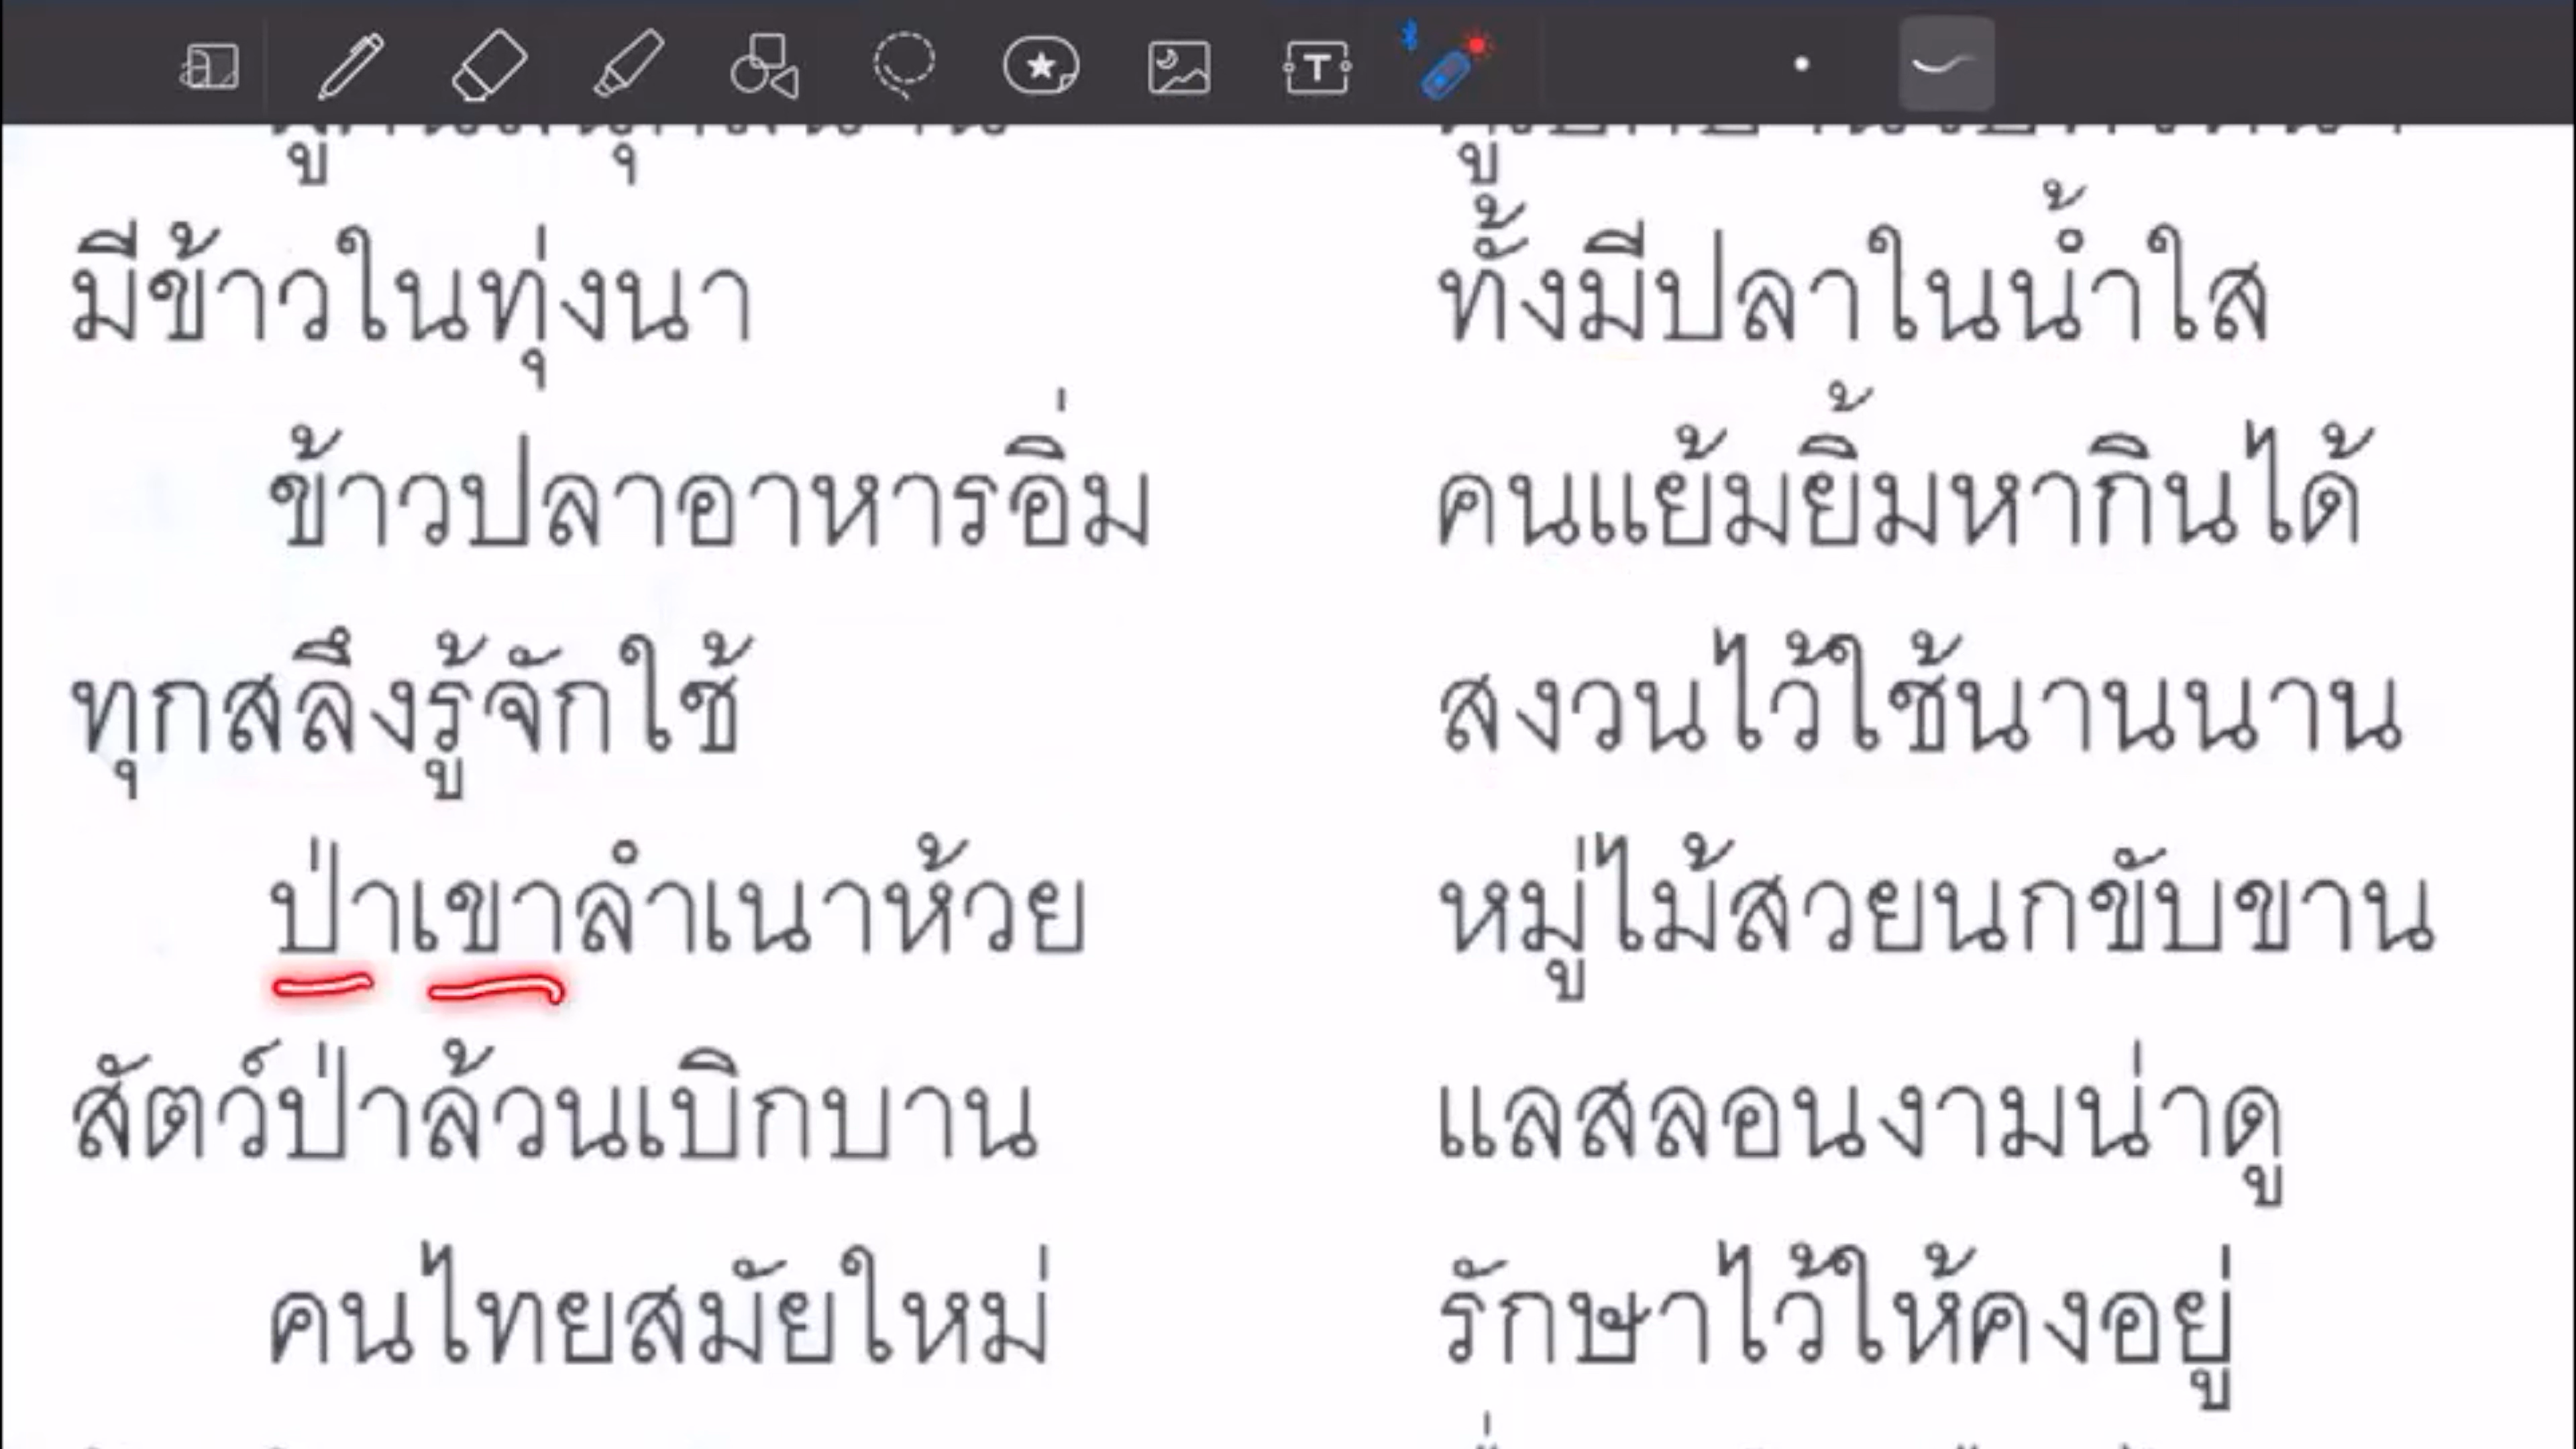 มีข้าวในทุ่งนา ทั้งมีปลาในน้ำใส
ข้าวปลาอาหารอิ่ม คนแย้มยิ้มหากินได้
ทุกสลึงรู้จักใช้ สงวนไว้ใช้นานนาน
ป่าเขาลำเนาห้วย หมู่ไม้สวยนกขับขาน
สัตว์ป่าล้วนเบิกบาน แลสลอนงามน่าดู
คนไทยสมัยใหม่ รักษาไว้ให้คงอยู่